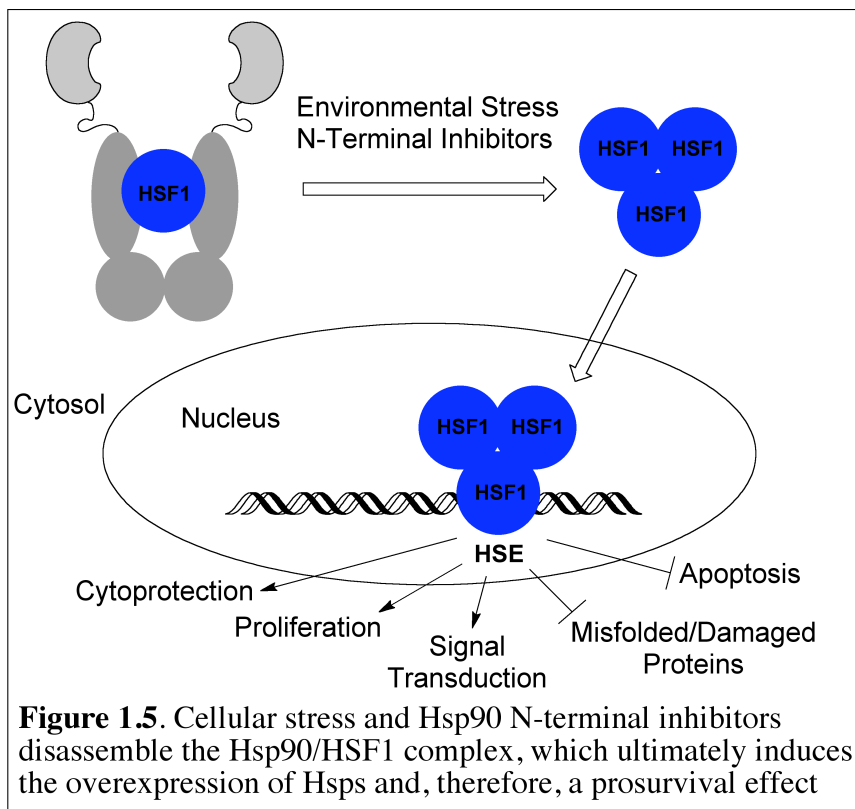 Environmental Stress
N-Terminal Inhibitors
HSF1
HSF1 HSF1
HSF1
Cytosol
Nucleus
HSF1 HSF1
HSF1
HSE
Cytoprotection
Proliferation
Signal
Transduction
Misfolded/Damaged
Proteins
Apoptosis
Figure 1.5. Cellular stress and Hsp90 N-terminal inhibitors
disassemble the Hsp90/HSF1 complex, which ultimately induces
the overexpression of Hsps and, therefore, a prosurvival effect